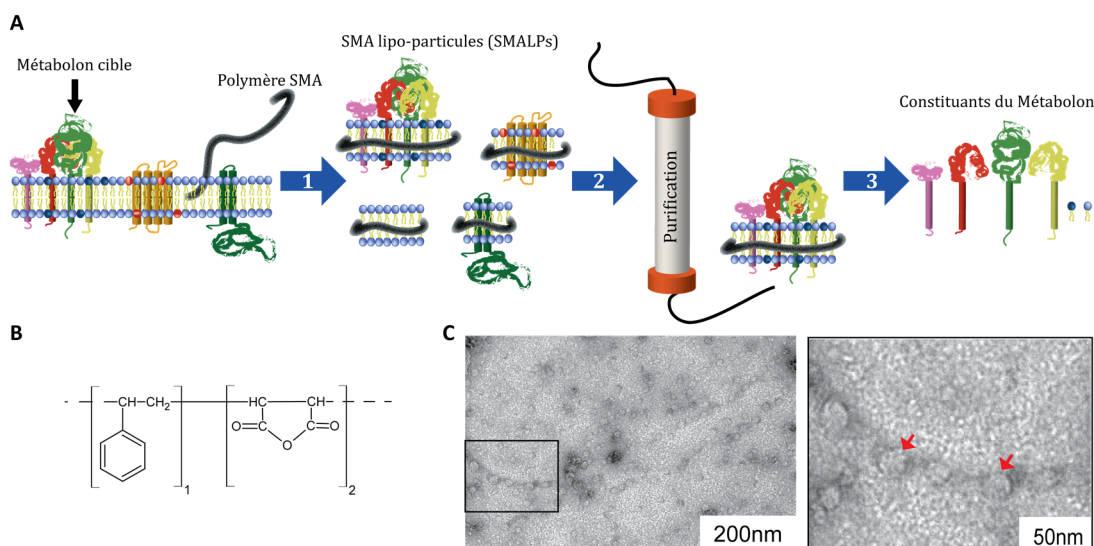 A
Métabolon cible
Polymère SMA
SMA lipo-particules (SMALPs)
Constituants du Métabolon
1
2
3
Purification
B
CH
CH2
HC
CH
O
O
O
1
2
C
200nm
50nm